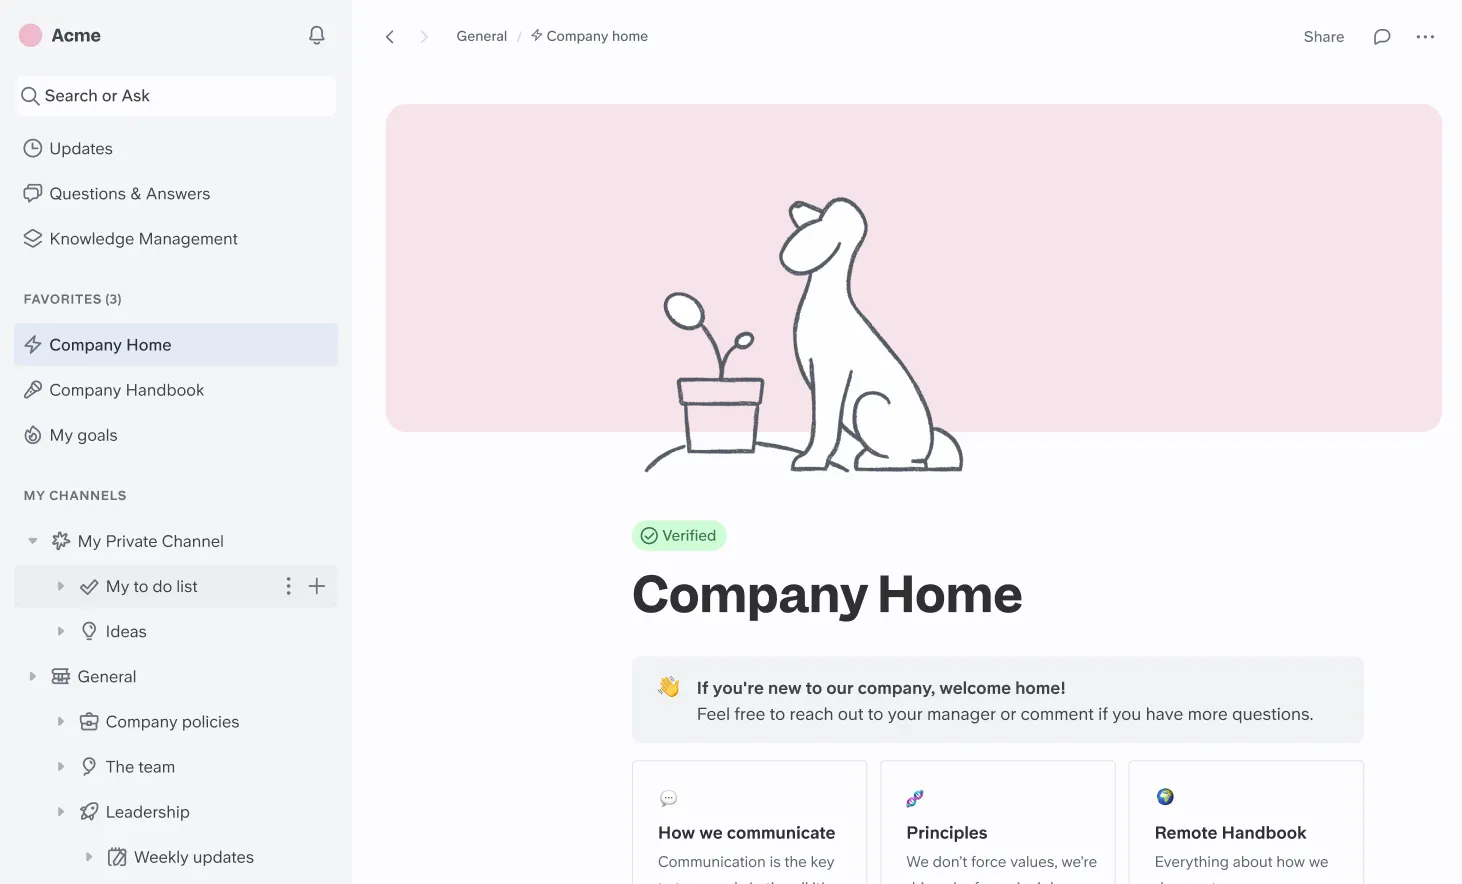 Acme
Search or Ask
Updates
Questions & Answers
Knowledge Management
FAVORITES (3)
Company Home
Company Handbook
My goals
MY CHANNELS
My Private Channel
My to do list
Ideas
General
Company policies
The team
Leadership
Weekly updates
General / Company home
Share
Verified
Company Home
If you're new to our company, welcome home!
Feel free to reach out to your manager or comment if you have more questions.
How we communicate
Communication is the key
Principles
We don’t force values, we’re
Remote Handbook
Everything about how we